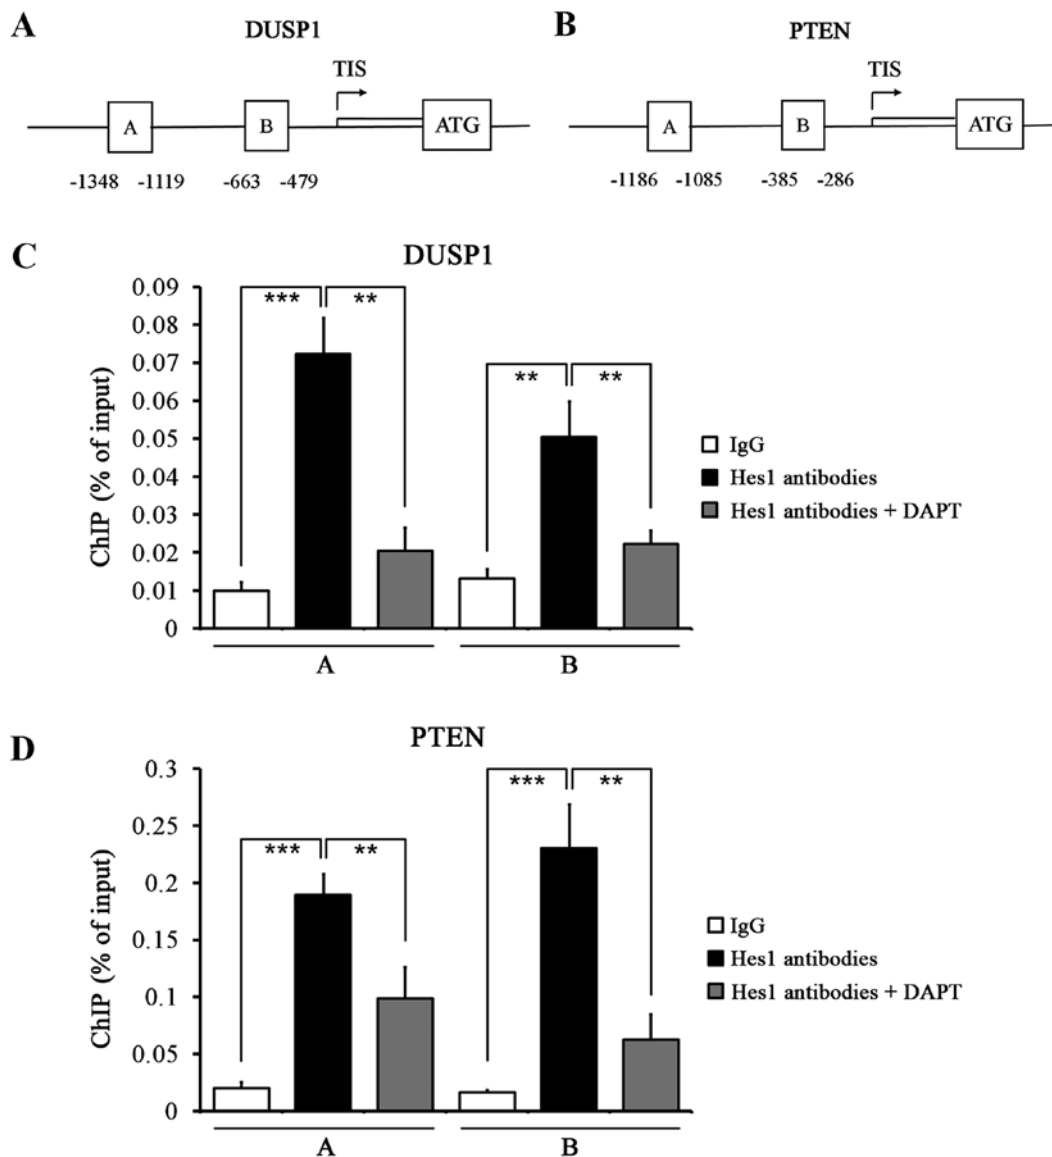 A
DUSP1
TIS
A
B
ATG
-1348 -1119 -663 -479
B
PTEN
TIS
A
B
ATG
-1186 -1085 -385 -286
C
DUSP1
ChIP (% of input)
0.09
0.08
0.07
0.06
0.05
0.04
0.03
0.02
0.01
0
*** **
** **
A
B
IgG
Hes1 antibodies
Hes1 antibodies + DAPT
D
PTEN
ChIP (% of input)
0.3
0.25
0.2
0.15
0.1
0.05
0
*** **
*** **
A
B
IgG
Hes1 antibodies
Hes1 antibodies + DAPT